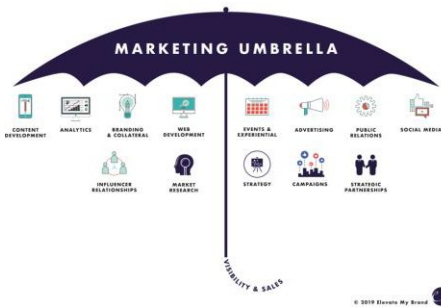 MARKETING UMBRELLA
CONTENT
DEVELOPMENT
ANALYTICS
BRANDING
& COLLATERAL
WEB
DEVELOPMENT
EVENTS &
EXPERIENTIAL
ADVERTISING
PUBLIC
RELATIONS
SOCIAL MEDIA
INFLUENCER
RELATIONSHIPS
MARKET
RESEARCH
STRATEGY
CAMPAIGNS
STRATEGIC
PARTNERSHIPS
VISIBILITY & SALES
© 2019 Elevate My Brand